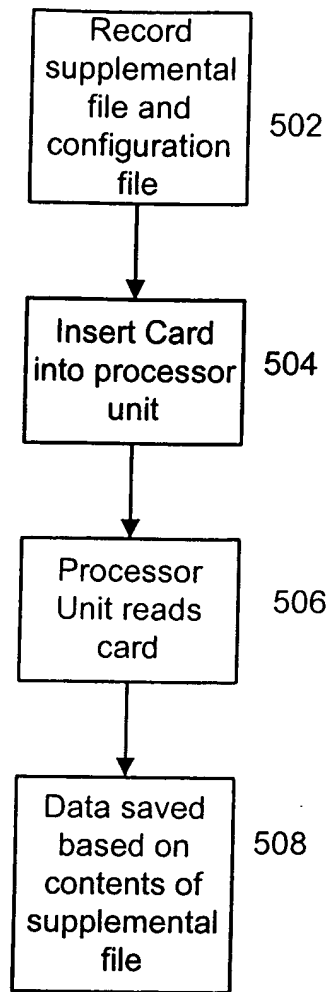 Record
supplemental
file and
configuration
file
502
Insert Card
into processor
unit
504
Processor
Unit reads
card
506
Data saved
based on
contents of
supplemental
file
508